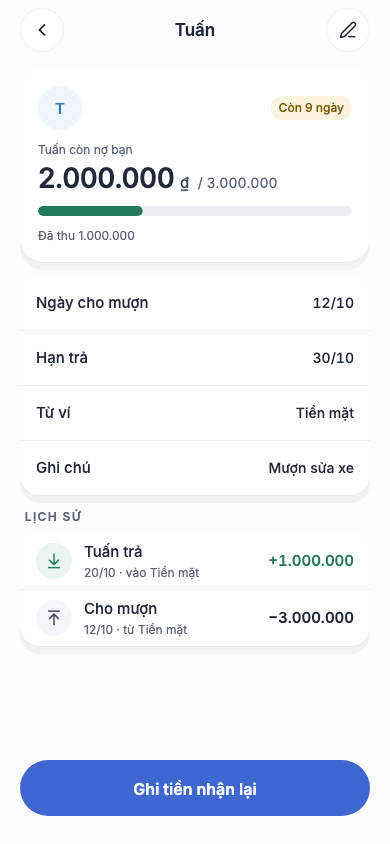 Tuấn
T
Còn 9 ngày
Tuấn còn nợ bạn
2.000.000 ₫ / 3.000.000
Đã thu 1.000.000
Ngày cho mượn 12/10
Hạn trả 30/10
Từ ví Tiền mặt
Ghi chú Mượn sửa xe
LỊCH SỬ
Tuấn trả +1.000.000
20/10 · vào Tiền mặt
Cho mượn −3.000.000
12/10 · từ Tiền mặt
Ghi tiền nhận lại